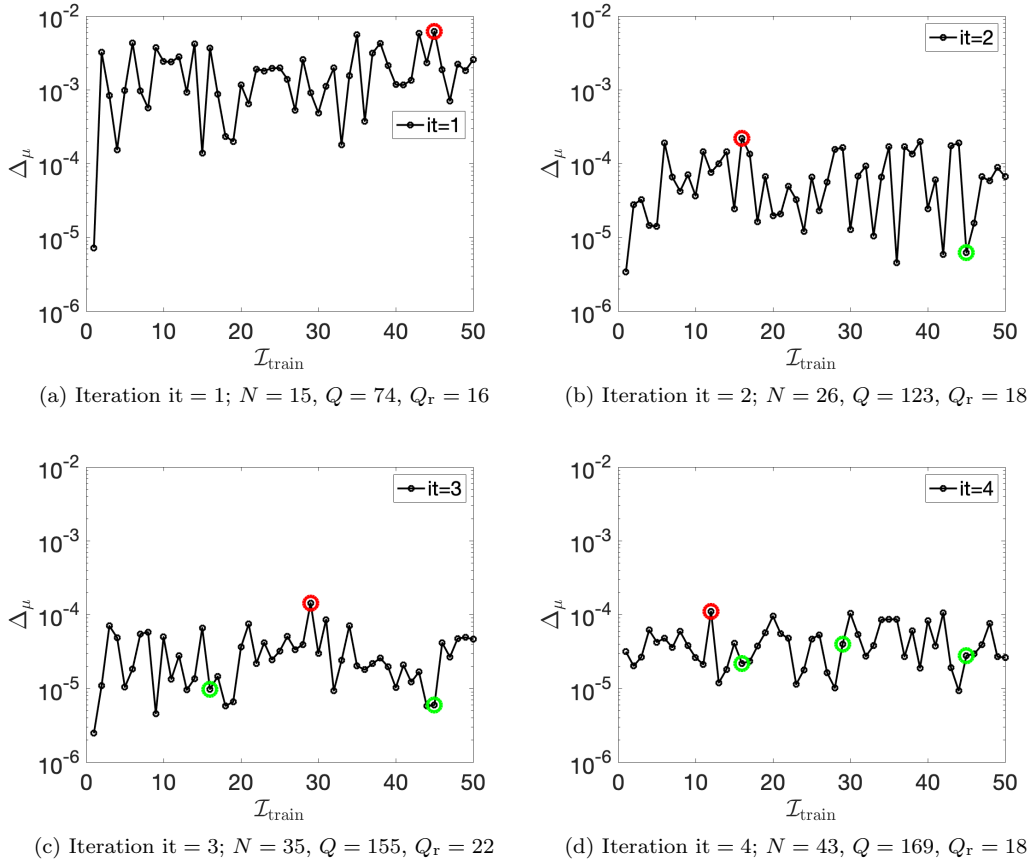 10^-2
10^-3
10^-4
10^-5
10^-6
Δ_μ
it=1
0 10 20 30 40 50
I_train
(a) Iteration it = 1; N = 15, Q = 74, Q_r = 16
10^-2
10^-3
10^-4
10^-5
10^-6
Δ_μ
it=2
0 10 20 30 40 50
I_train
(b) Iteration it = 2; N = 26, Q = 123, Q_r = 18
10^-2
10^-3
10^-4
10^-5
10^-6
Δ_μ
it=3
0 10 20 30 40 50
I_train
(c) Iteration it = 3; N = 35, Q = 155, Q_r = 22
10^-2
10^-3
10^-4
10^-5
10^-6
Δ_μ
it=4
0 10 20 30 40 50
I_train
(d) Iteration it = 4; N = 43, Q = 169, Q_r = 18